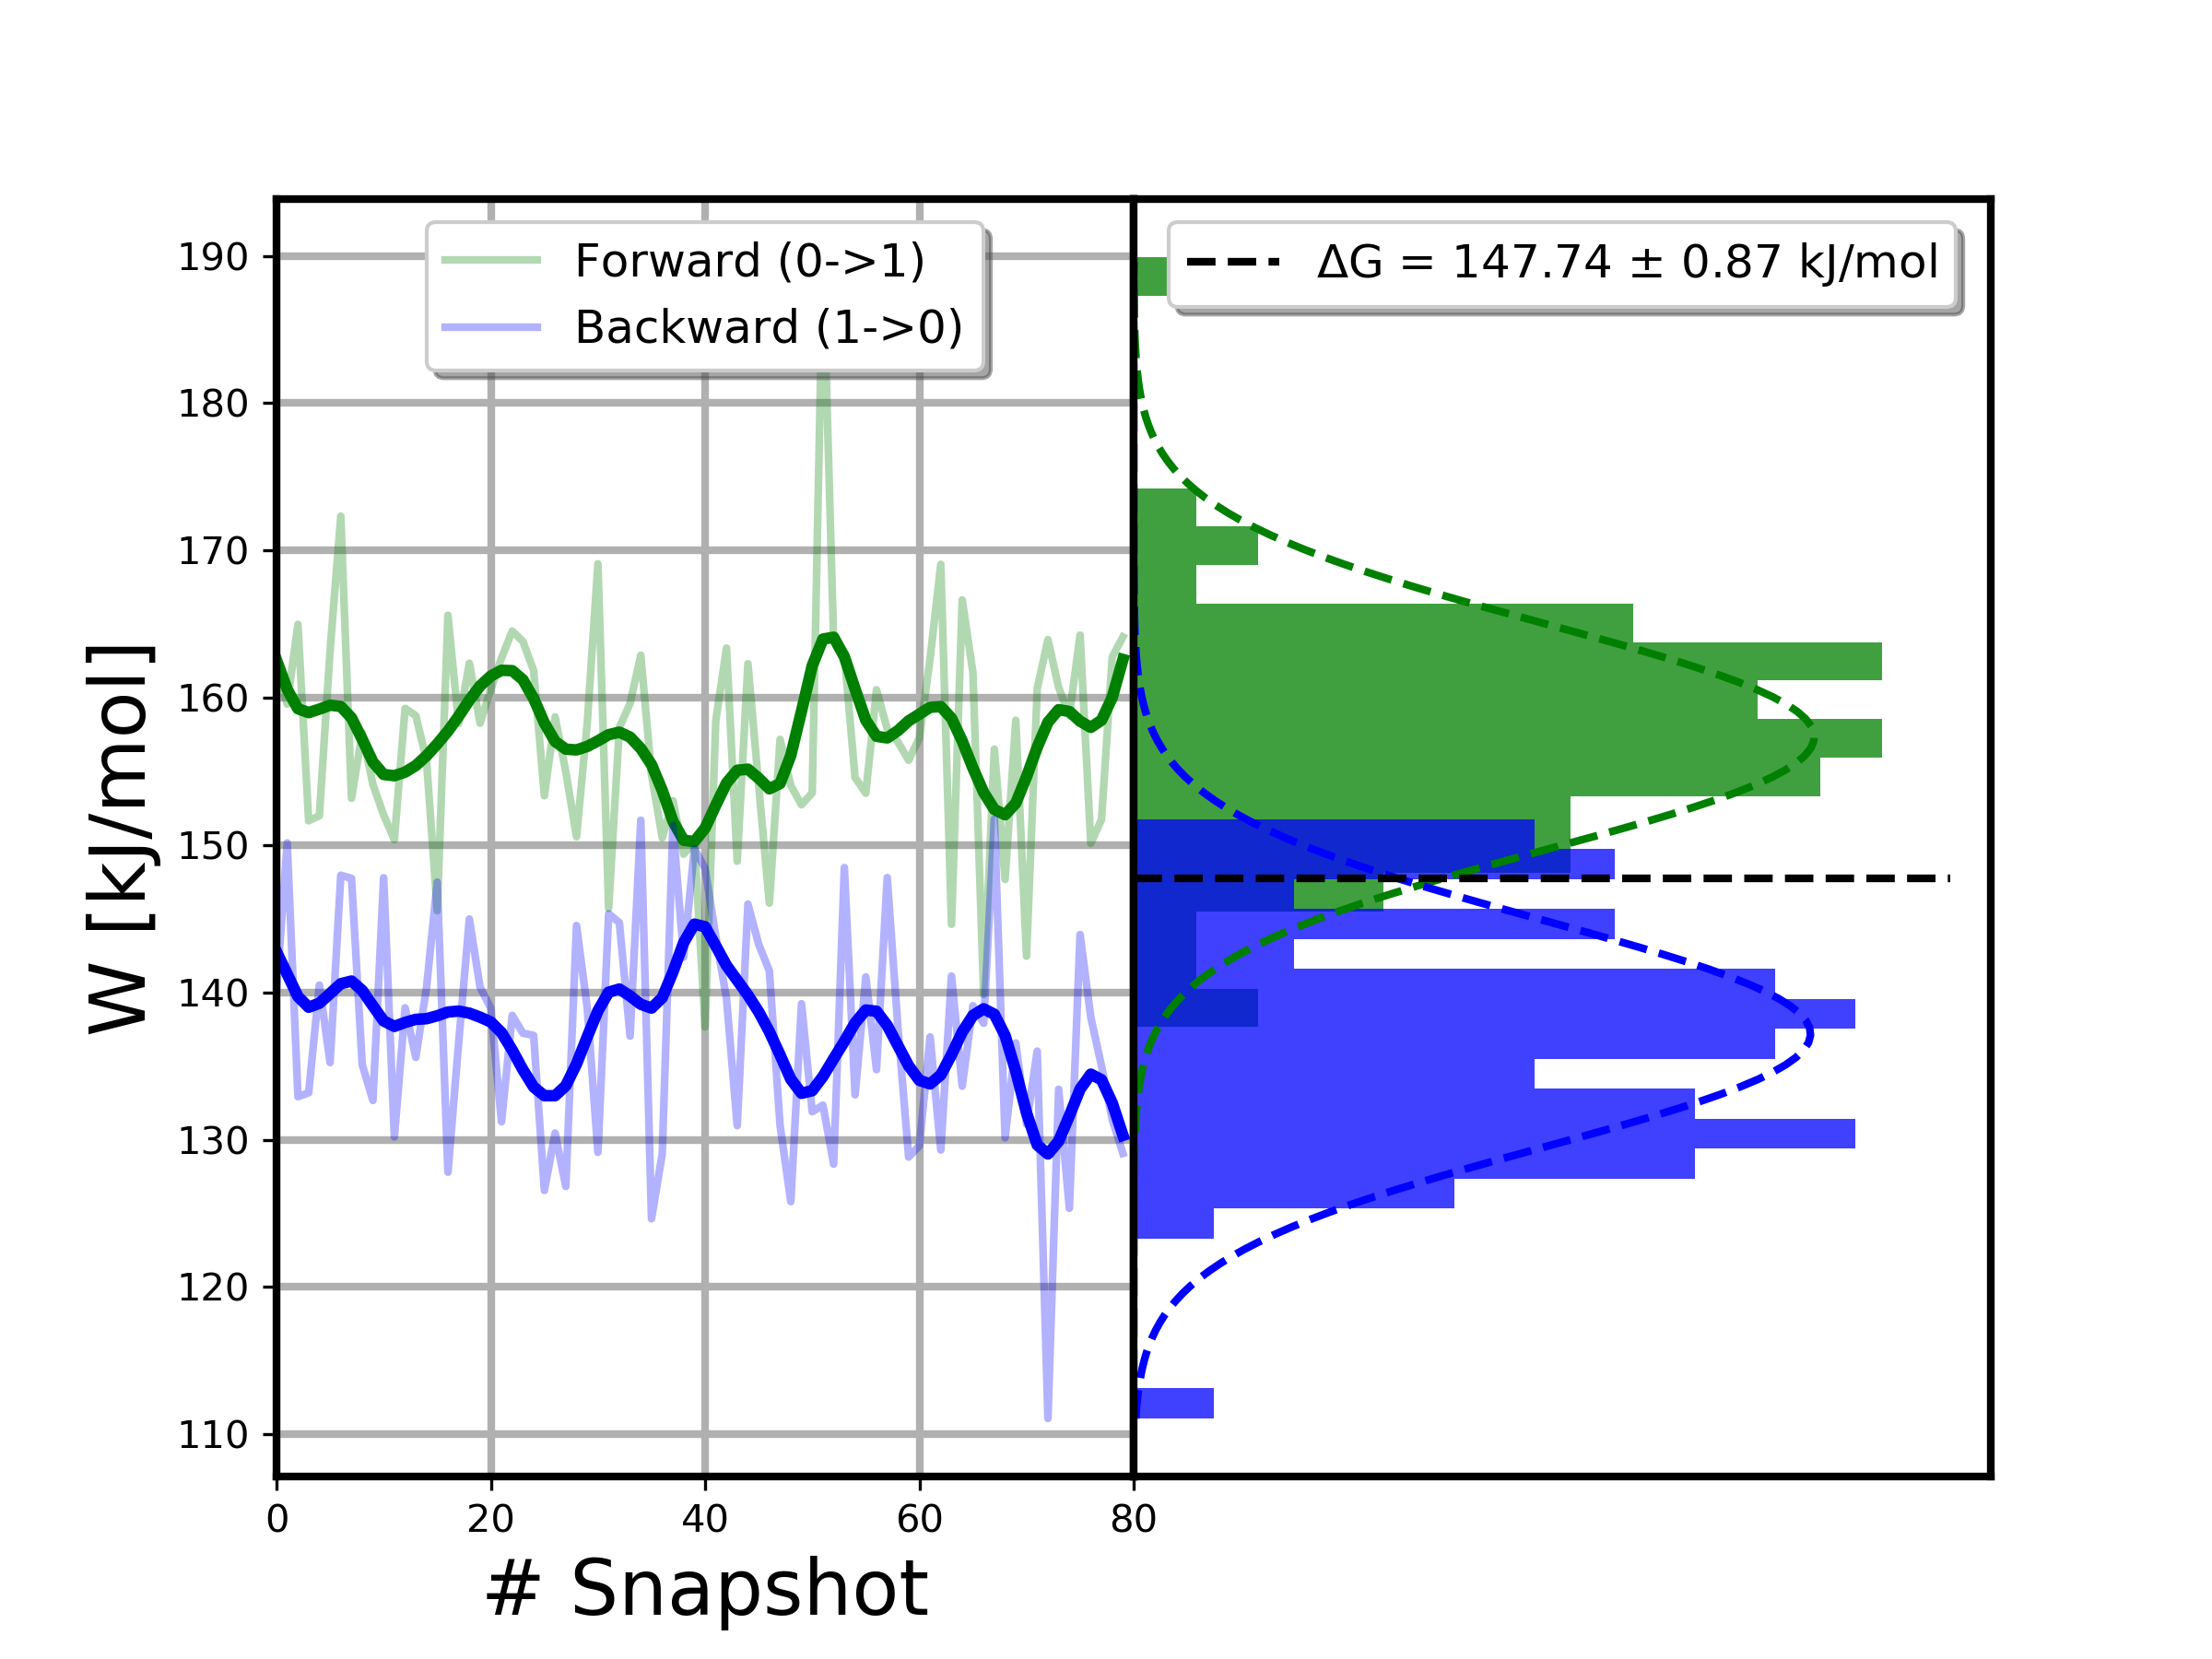 Forward (0->1)
Backward (1->0)
ΔG = 147.74 ± 0.87 kJ/mol
W [kJ/mol]
190
180
170
160
150
140
130
120
110
0 20 40 60 80
# Snapshot